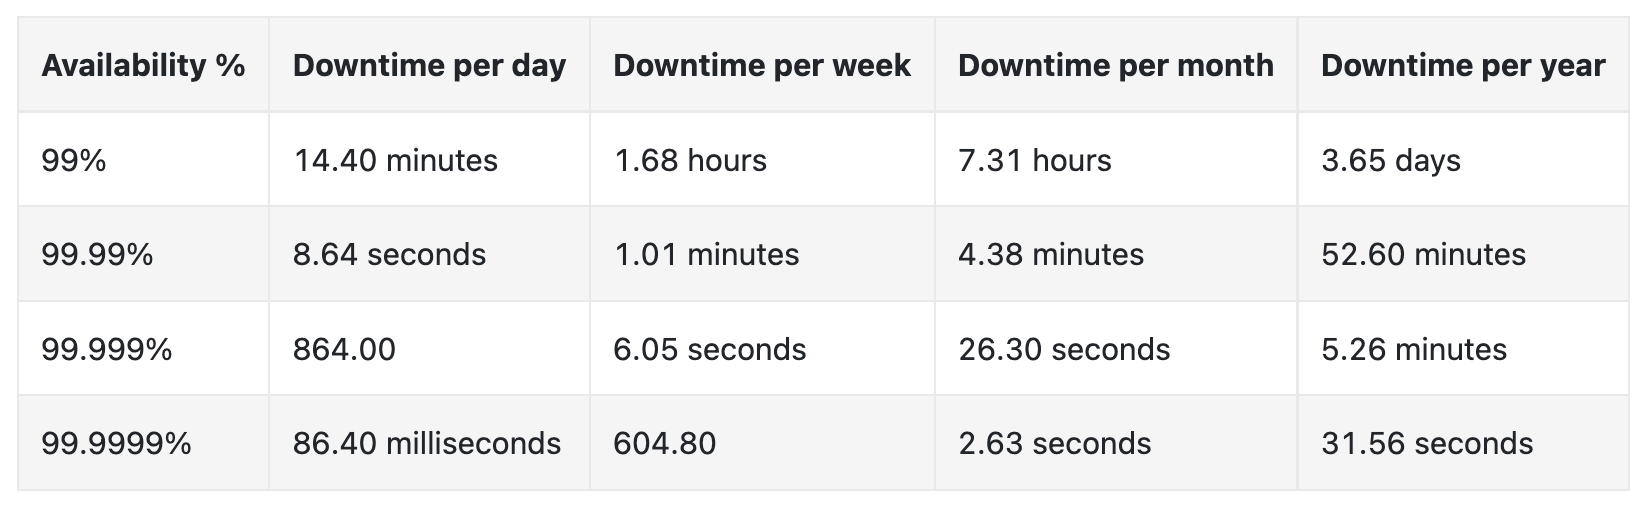 Availability % Downtime per day Downtime per week Downtime per month Downtime per year
99% 14.40 minutes 1.68 hours 7.31 hours 3.65 days
99.99% 8.64 seconds 1.01 minutes 4.38 minutes 52.60 minutes
99.999% 864.00 6.05 seconds 26.30 seconds 5.26 minutes
99.9999% 86.40 milliseconds 604.80 2.63 seconds 31.56 seconds